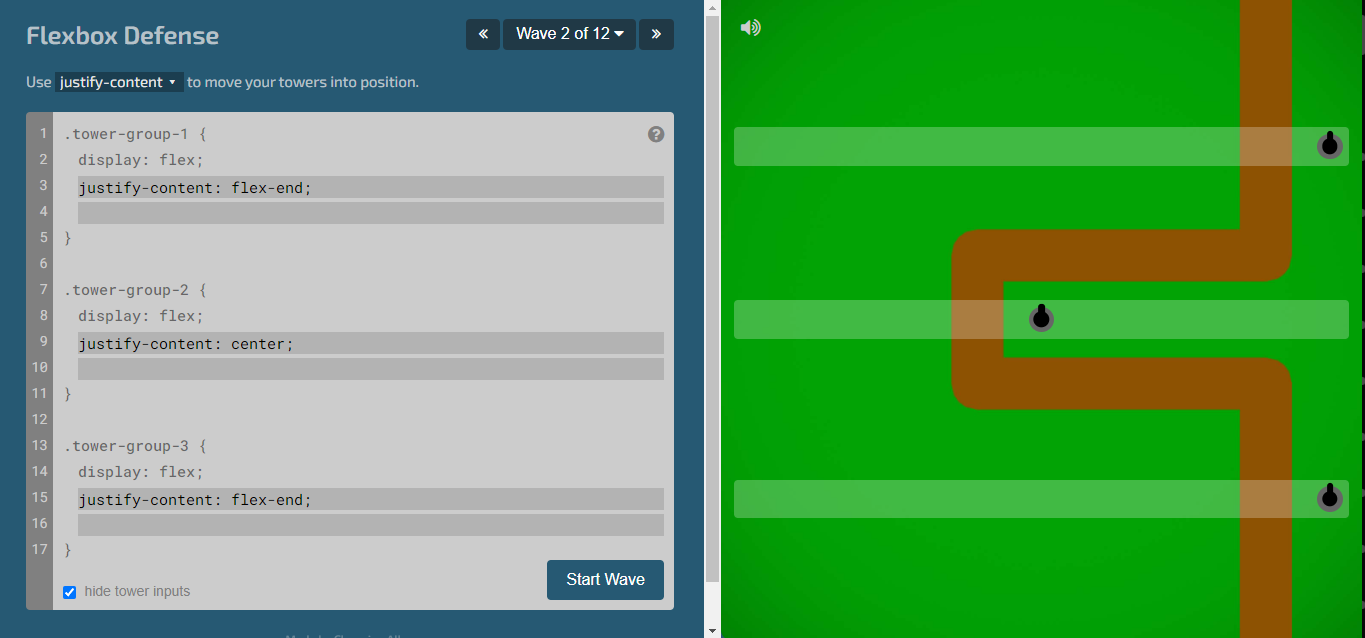 Flexbox Defense
« Wave 2 of 12 »
Use justify-content to move your towers into position.
1 .tower-group-1 {
2 display: flex;
3 justify-content: flex-end;
4
5 }
6
7 .tower-group-2 {
8 display: flex;
9 justify-content: center;
10
11 }
12
13 .tower-group-3 {
14 display: flex;
15 justify-content: flex-end;
16
17 }
hide tower inputs
Start Wave